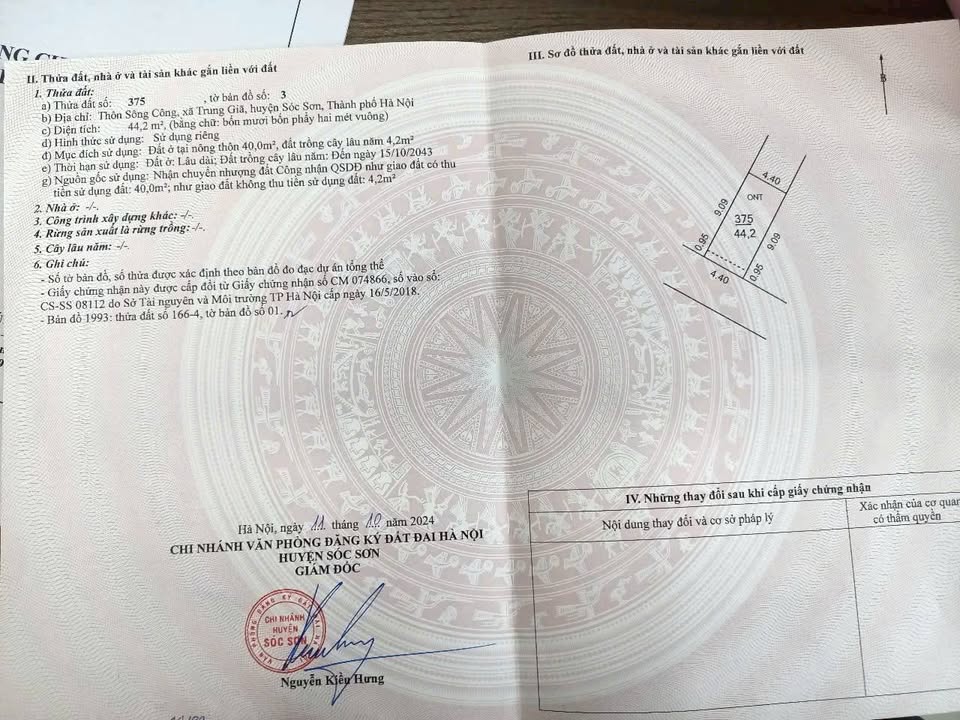 II. Thửa đất, nhà ở và tài sản khác gắn liền với đất
1. Thửa đất:
a) Thửa đất số: 375 , tờ bản đồ số: 3
b) Địa chỉ: Thôn Sông Công, xã Trung Giã, huyện Sóc Sơn, Thành phố Hà Nội
c) Diện tích: 44,2 m², (bằng chữ: bốn mươi bốn phẩy hai mét vuông)
d) Hình thức sử dụng: Sử dụng riêng
đ) Mục đích sử dụng: Đất ở tại nông thôn 40,0m², đất trồng cây lâu năm 4,2m²
e) Thời hạn sử dụng: Đất ở: Lâu dài; Đất trồng cây lâu năm: Đến ngày 15/10/2043
g) Nguồn gốc sử dụng: Nhận chuyển nhượng đất Công nhận QSDĐ như giao đất có thu
tiền sử dụng đất: 40,0m²; như giao đất không thu tiền sử dụng đất: 4,2m²
2. Nhà ở: -/-.
3. Công trình xây dựng khác: -/-.
4. Rừng sản xuất là rừng trồng: -/-.
5. Cây lâu năm: -/-.
6. Ghi chú:
- Số tờ bản đồ, số thửa được xác định theo bản đồ đo đạc dự án tổng thể
- Giấy chứng nhận này được cấp đổi từ Giấy chứng nhận số CM 074866, số vào sổ:
CS-SS 08112 do Sở Tài nguyên và Môi trường TP Hà Nội cấp ngày 16/5/2018.
- Bản đồ 1993: thửa đất số 166-4, tờ bản đồ số 01.
Hà Nội, ngày 11 tháng 10 năm 2024
CHI NHÁNH VĂN PHÒNG ĐĂNG KÝ ĐẤT ĐAI HÀ NỘI
HUYỆN SÓC SƠN
GIÁM ĐỐC
VĂN PHÒNG ĐĂNG KÝ ĐẤT ĐAI HÀ NỘI
CHI NHÁNH
HUYỆN
SÓC SƠN
Nguyễn Kiều Hưng
III. Sơ đồ thửa đất, nhà ở và tài sản khác gắn liền với đất
B
4.40
ONT
9.09
375
44,2
9.09
0.95
0.95
4.40
IV. Những thay đổi sau khi cấp giấy chứng nhận
Nội dung thay đổi và cơ sở pháp lý
Xác nhận của cơ quan
có thẩm quyền